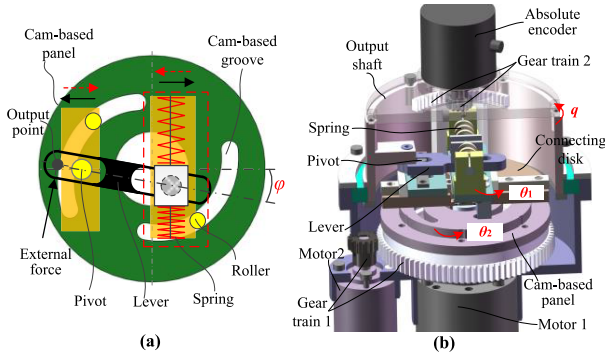 Cam-based
panel
Cam-based
groove
Output
point
φ
External
force
Pivot
Lever
Spring
Roller
(a)
Absolute
encoder
Output
shaft
Gear train 2
Spring
q
Pivot
Connecting
disk
θ₁
Lever
θ₂
Motor2
Gear
train 1
Cam-based
panel
Motor 1
(b)